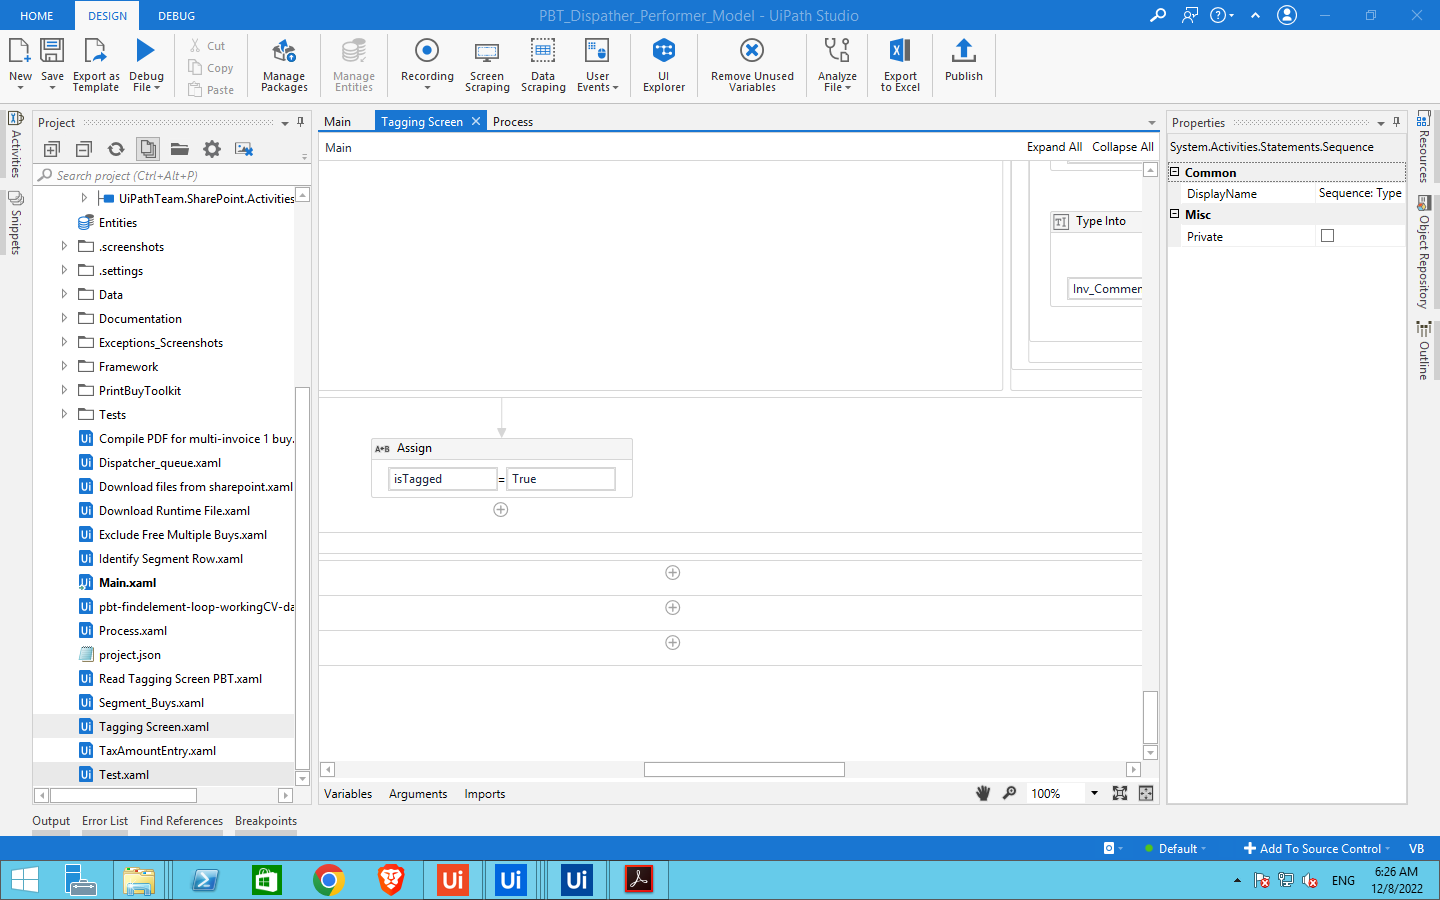 HOME DESIGN DEBUG PBT_Dispather_Performer_Model - UiPath Studio
New Save Export as Template Debug File
Cut
Copy
Paste
Manage Packages Manage Entities Recording Screen Scraping Data Scraping User Events UI Explorer Remove Unused Variables Analyze File Export to Excel Publish
Activities
Snippets
Project
Search project (Ctrl+Alt+P)
UiPathTeam.SharePoint.Activities
Entities
.screenshots
.settings
Data
Documentation
Exceptions_Screenshots
Framework
PrintBuyToolkit
Tests
Compile PDF for multi-invoice 1 buy.
Dispatcher_queue.xaml
Download files from sharepoint.xaml
Download Runtime File.xaml
Exclude Free Multiple Buys.xaml
Identify Segment Row.xaml
Main.xaml
pbt-findelement-loop-workingCV-da
Process.xaml
project.json
Read Tagging Screen PBT.xaml
Segment_Buys.xaml
Tagging Screen.xaml
TaxAmountEntry.xaml
Test.xaml
Main Tagging Screen Process
Main Expand All Collapse All
Type Into
Inv_Commer
A+B Assign
isTagged = True
Variables Arguments Imports 100%
Properties
System.Activities.Statements.Sequence
Common
DisplayName Sequence: Type
Misc
Private
Resources
Object Repository
Outline
Output Error List Find References Breakpoints
Default Add To Source Control VB
Ui Ui Ui
ENG 6:26 AM
12/8/2022